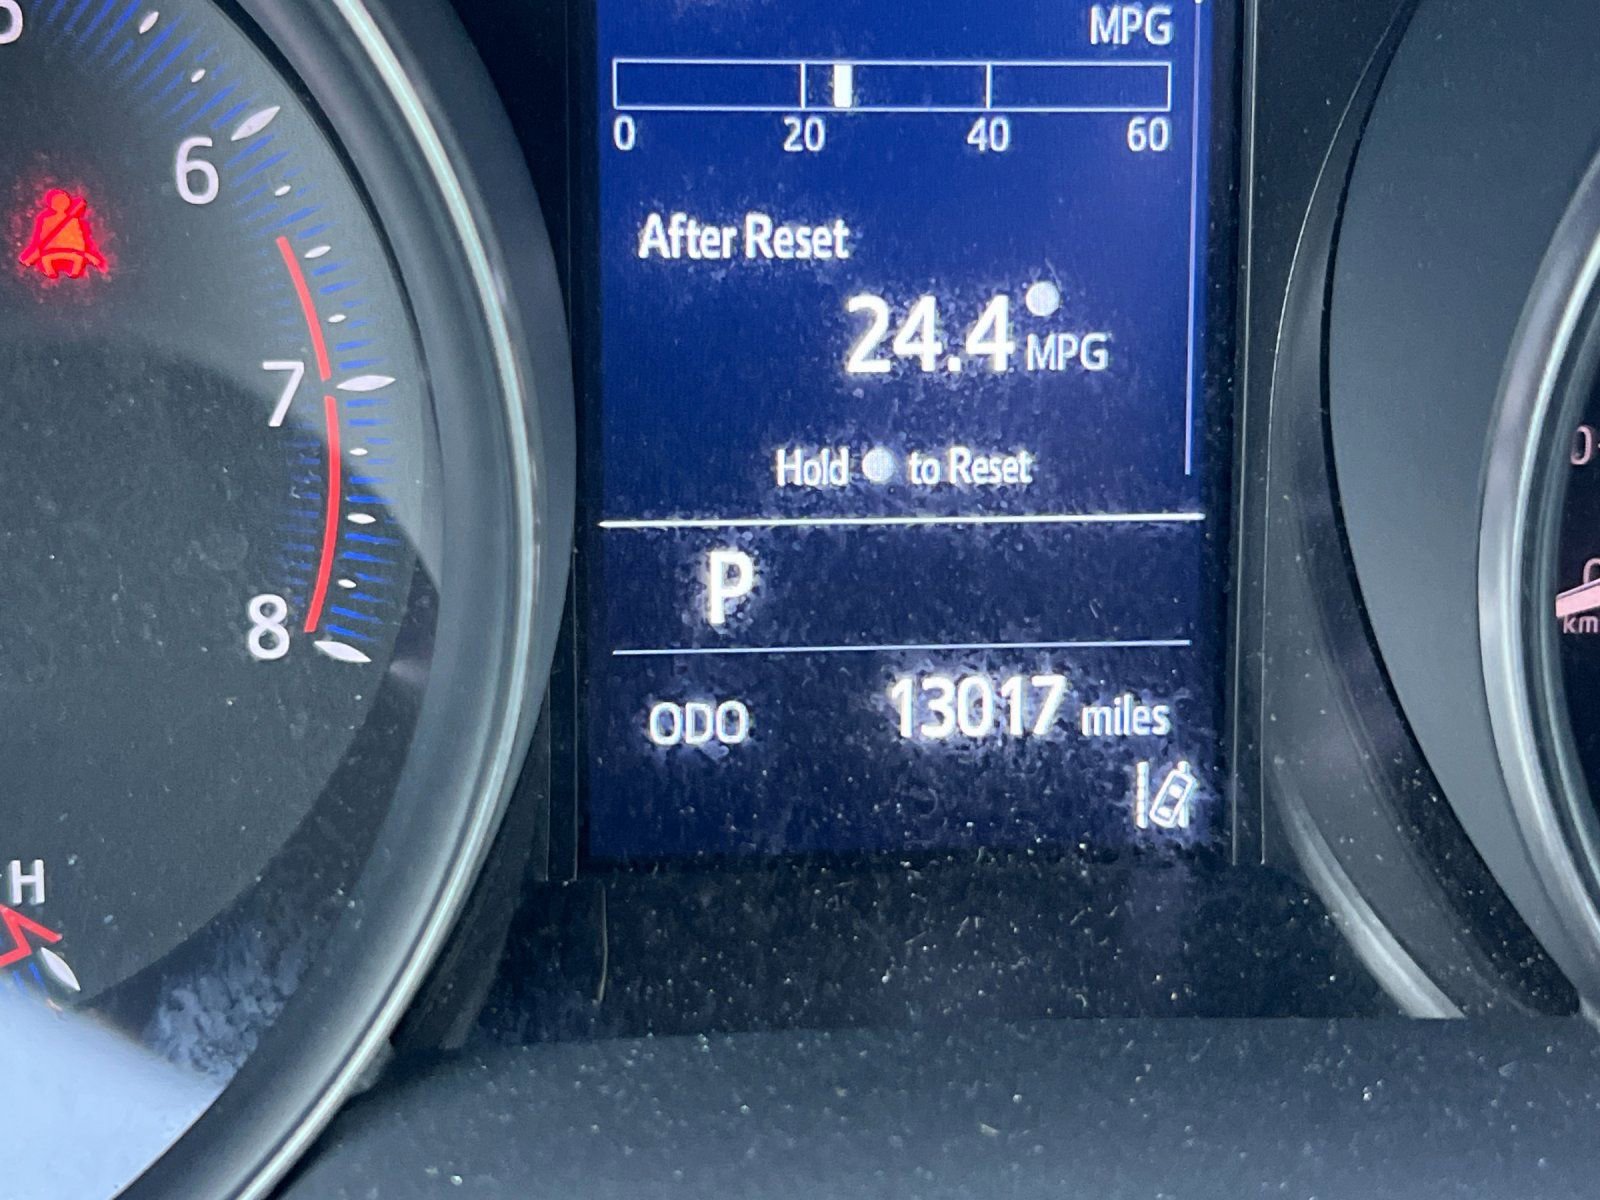 MPG
0 20 40 60
After Reset
24.4 MPG
Hold to Reset
P
ODO 13017 miles
6
7
8
H
km